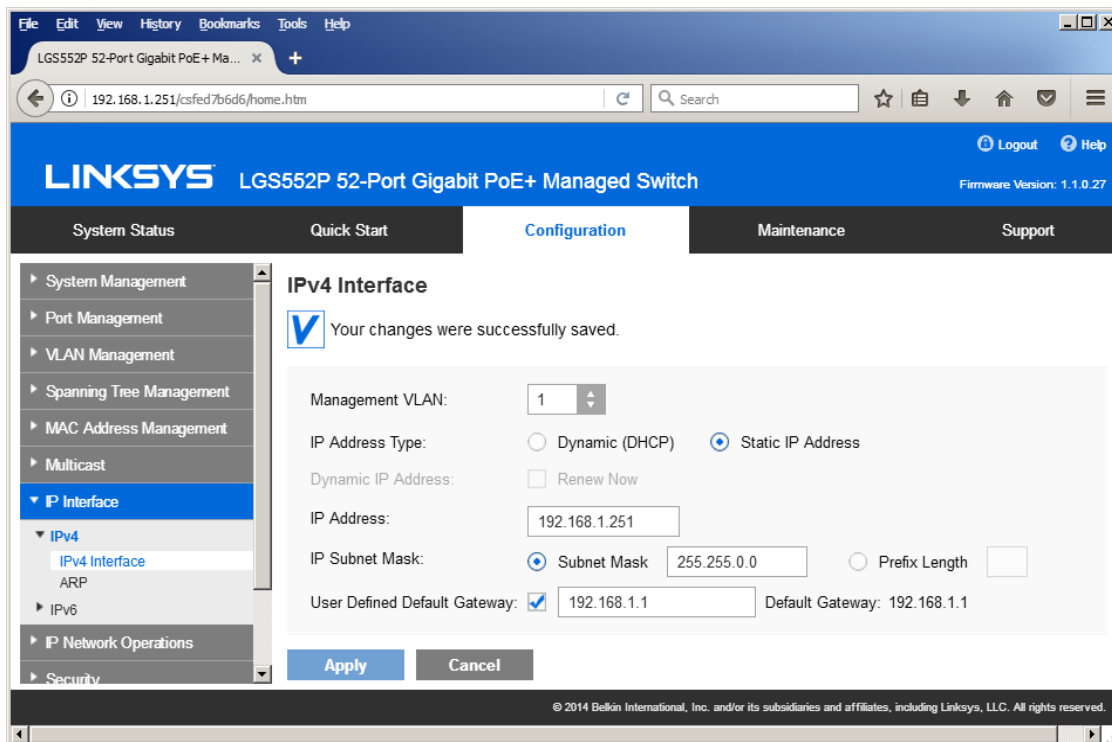 File Edit View History Bookmarks Tools Help
LGS552P 52-Port Gigabit PoE+ Ma...
192.168.1.251/csfed7b6d6/home.htm
Search
Logout Help
LINKSYS LGS552P 52-Port Gigabit PoE+ Managed Switch
Firmware Version: 1.1.0.27
System Status Quick Start Configuration Maintenance Support
System Management
Port Management
VLAN Management
Spanning Tree Management
MAC Address Management
Multicast
IP Interface
IPv4
IPv4 Interface
ARP
IPv6
IP Network Operations
Security
IPv4 Interface
Your changes were successfully saved.
Management VLAN: 1
IP Address Type: Dynamic (DHCP) Static IP Address
Dynamic IP Address: Renew Now
IP Address: 192.168.1.251
IP Subnet Mask: Subnet Mask 255.255.0.0 Prefix Length
User Defined Default Gateway: 192.168.1.1 Default Gateway: 192.168.1.1
Apply Cancel
© 2014 Belkin International, Inc. and/or its subsidiaries and affiliates, including Linksys, LLC. All rights reserved.